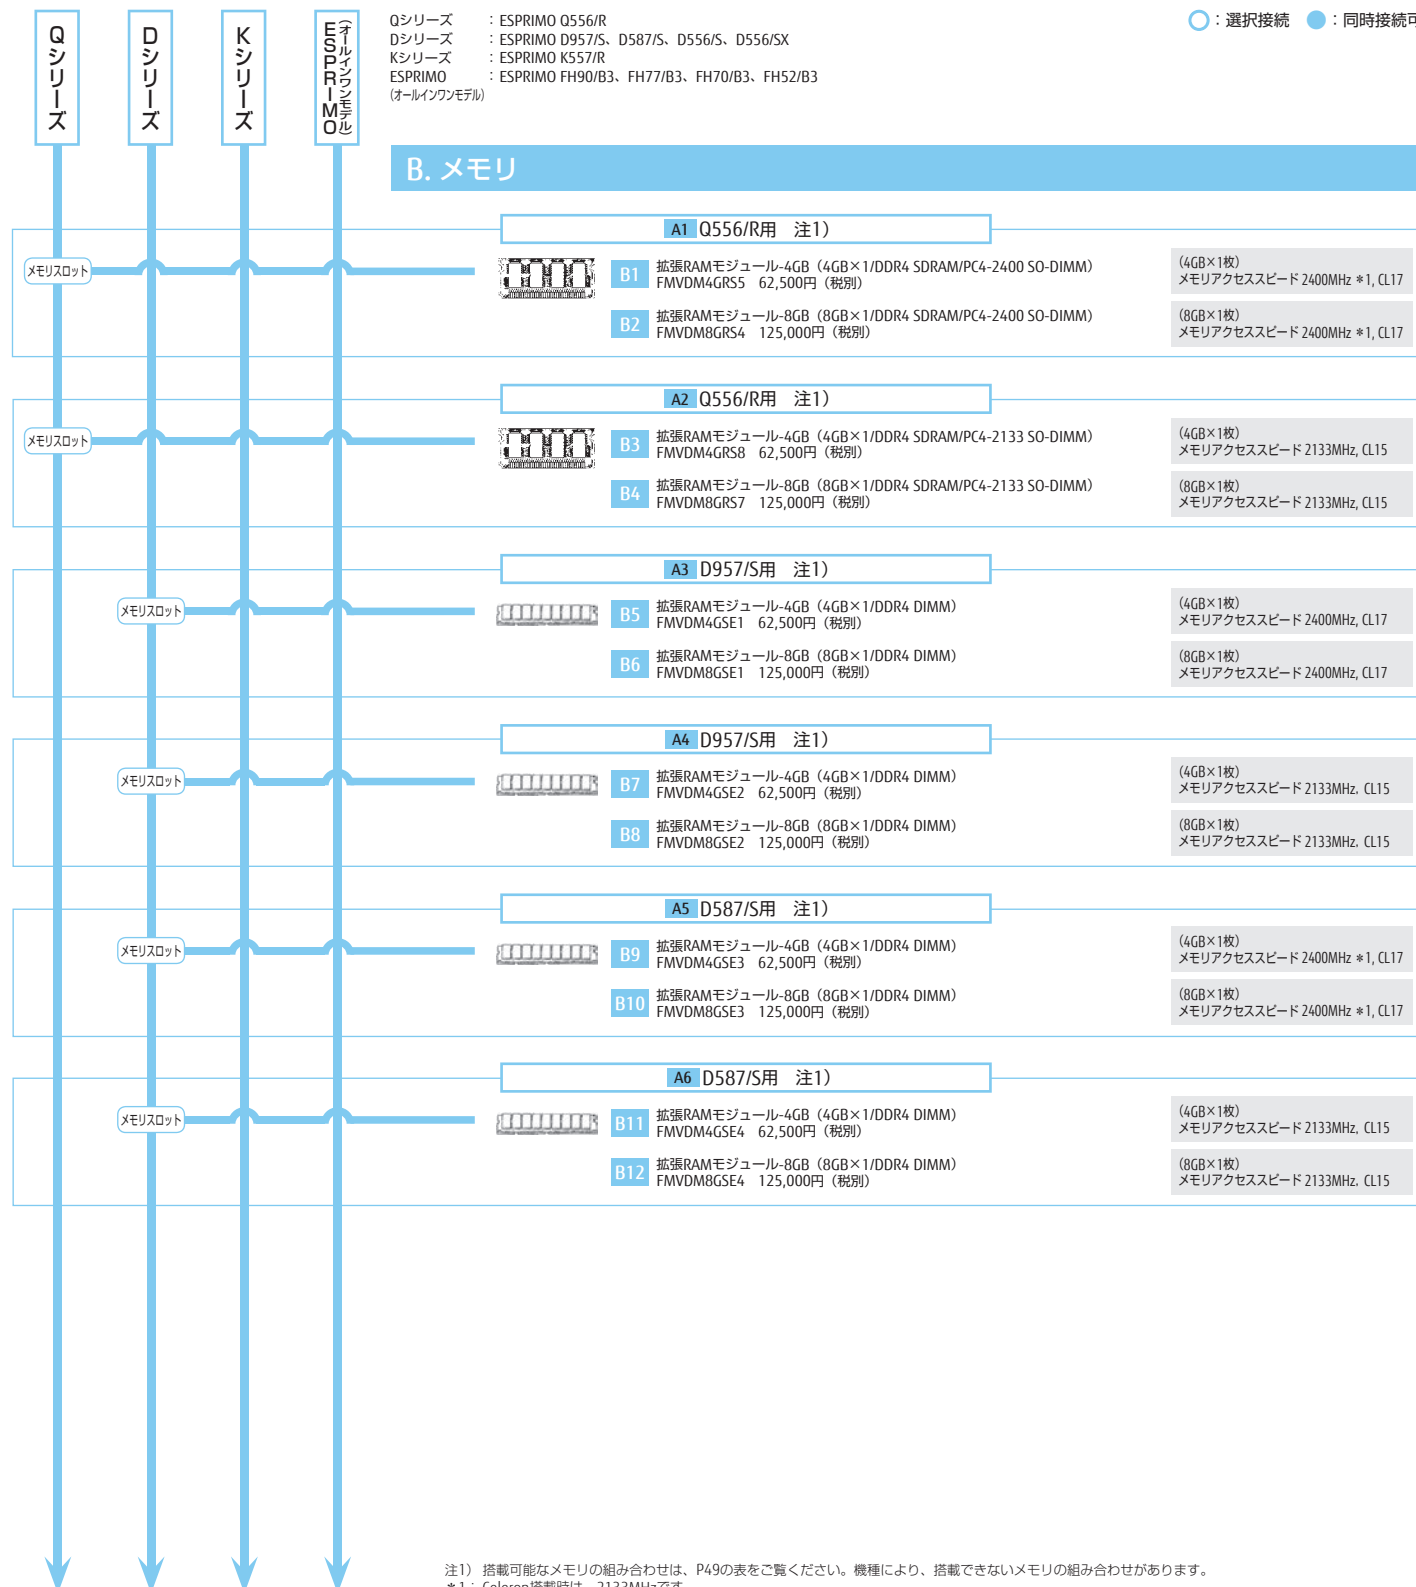 Qシリーズ
Dシリーズ
Kシリーズ
ESPRIMO
(オールインワンモデル)
Qシリーズ ：ESPRIMO Q556/R
Dシリーズ ：ESPRIMO D957/S、D587/S、D556/S、D556/SX
Kシリーズ ：ESPRIMO K557/R
ESPRIMO ：ESPRIMO FH90/B3、FH77/B3、FH70/B3、FH52/B3
(オールインワンモデル)
：選択接続 ：同時接続可
B. メモリ
A1 Q556/R用 注1）
メモリスロット
B1 拡張RAMモジュール-4GB（4GB×1/DDR4 SDRAM/PC4-2400 SO-DIMM）
FMVDM4GRS5 62,500円（税別）
(4GB×1枚)
メモリアクセススピード 2400MHz ＊1, CL17
B2 拡張RAMモジュール-8GB（8GB×1/DDR4 SDRAM/PC4-2400 SO-DIMM）
FMVDM8GRS4 125,000円（税別）
(8GB×1枚)
メモリアクセススピード 2400MHz ＊1, CL17
A2 Q556/R用 注1）
メモリスロット
B3 拡張RAMモジュール-4GB（4GB×1/DDR4 SDRAM/PC4-2133 SO-DIMM）
FMVDM4GRS8 62,500円（税別）
(4GB×1枚)
メモリアクセススピード 2133MHz, CL15
B4 拡張RAMモジュール-8GB（8GB×1/DDR4 SDRAM/PC4-2133 SO-DIMM）
FMVDM8GRS7 125,000円（税別）
(8GB×1枚)
メモリアクセススピード 2133MHz, CL15
A3 D957/S用 注1）
メモリスロット
B5 拡張RAMモジュール-4GB（4GB×1/DDR4 DIMM）
FMVDM4GSE1 62,500円（税別）
(4GB×1枚)
メモリアクセススピード 2400MHz, CL17
B6 拡張RAMモジュール-8GB（8GB×1/DDR4 DIMM）
FMVDM8GSE1 125,000円（税別）
(8GB×1枚)
メモリアクセススピード 2400MHz, CL17
A4 D957/S用 注1）
メモリスロット
B7 拡張RAMモジュール-4GB（4GB×1/DDR4 DIMM）
FMVDM4GSE2 62,500円（税別）
(4GB×1枚)
メモリアクセススピード 2133MHz. CL15
B8 拡張RAMモジュール-8GB（8GB×1/DDR4 DIMM）
FMVDM8GSE2 125,000円（税別）
(8GB×1枚)
メモリアクセススピード 2133MHz. CL15
A5 D587/S用 注1）
メモリスロット
B9 拡張RAMモジュール-4GB（4GB×1/DDR4 DIMM）
FMVDM4GSE3 62,500円（税別）
(4GB×1枚)
メモリアクセススピード 2400MHz ＊1, CL17
B10 拡張RAMモジュール-8GB（8GB×1/DDR4 DIMM）
FMVDM8GSE3 125,000円（税別）
(8GB×1枚)
メモリアクセススピード 2400MHz ＊1, CL17
A6 D587/S用 注1）
メモリスロット
B11 拡張RAMモジュール-4GB（4GB×1/DDR4 DIMM）
FMVDM4GSE4 62,500円（税別）
(4GB×1枚)
メモリアクセススピード 2133MHz. CL15
B12 拡張RAMモジュール-8GB（8GB×1/DDR4 DIMM）
FMVDM8GSE4 125,000円（税別）
(8GB×1枚)
メモリアクセススピード 2133MHz. CL15
注1） 搭載可能なメモリの組み合わせは、P49の表をご覧ください。機種により、搭載できないメモリの組み合わせがあります。
＊1： Celeron搭載時は、2133MHzです。